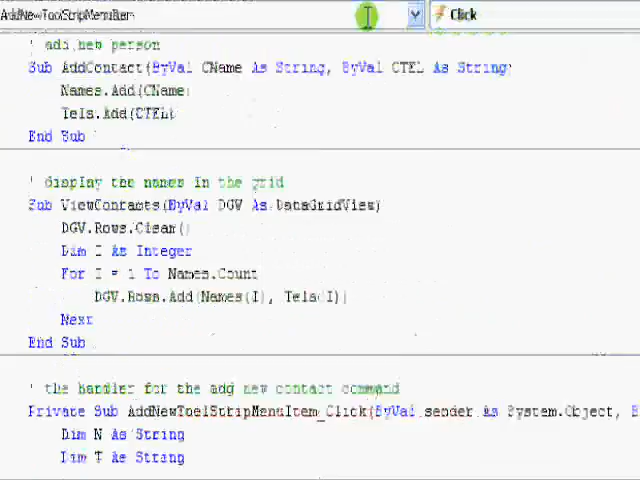 Click
' add new person
Sub AddContact(ByVal CName As String, ByVal CTEL As String
Names.Add(CName
Tels.Add(CTEL)
End Sub
' display the names in the grid
Sub ViewContacts(ByVal DGV As DataGridView)
DGV.Rows.Clear()
Dim I As Integer
For I = 1 To Names.Count
DGV.Rows.Add(Names(I), Tels(I))
Next
End Sub
' the handler for the add new contact command
Private Sub AddNewToolStripMenuItem_Click(ByVal sender As System.Object,
Dim N As String
Dim T As String